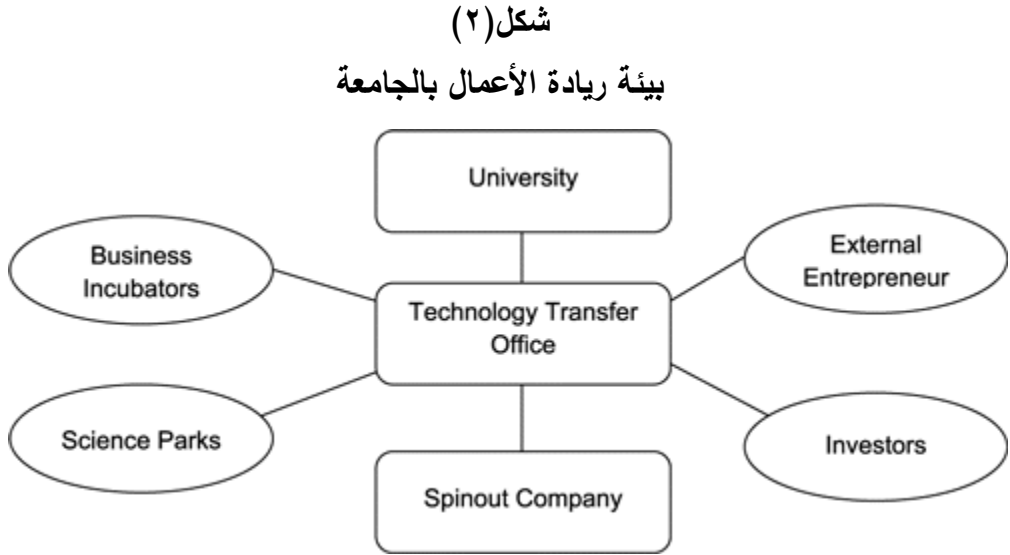 شكل(٢)
بيئة ريادة الأعمال بالجامعة
University
Business
Incubators
External
Entrepreneur
Technology Transfer
Office
Science Parks
Investors
Spinout Company